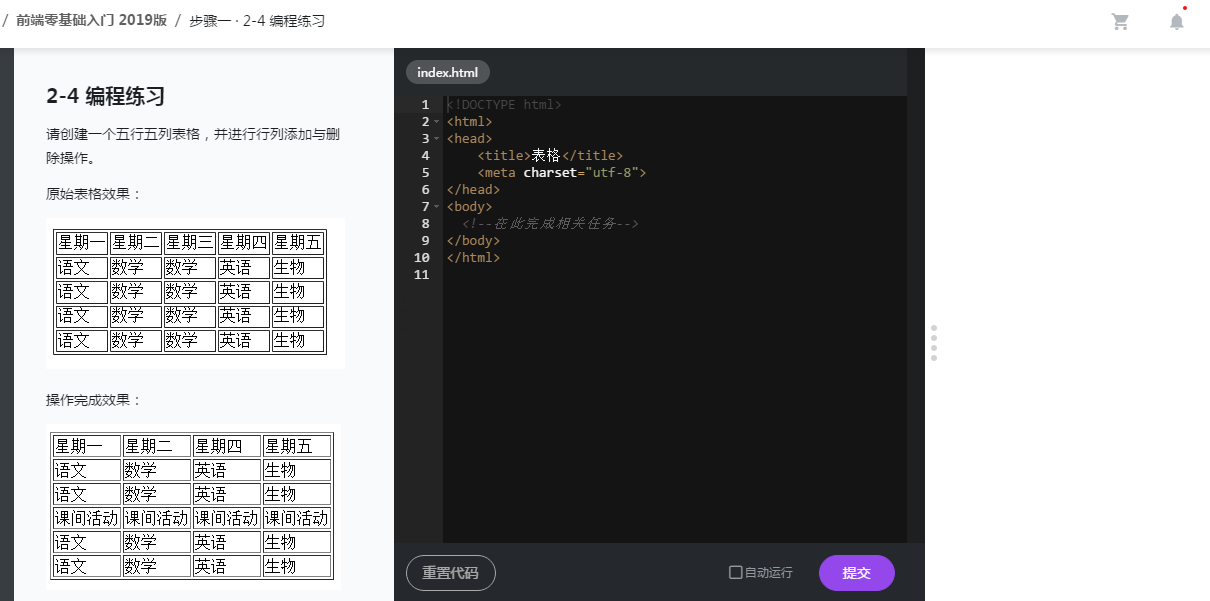 / 前端零基础入门 2019版 / 步骤一 · 2-4 编程练习
2-4 编程练习
请创建一个五行五列表格，并进行行列添加与删
除操作。
原始表格效果：
星期一 星期二 星期三 星期四 星期五
语文 数学 数学 英语 生物
语文 数学 数学 英语 生物
语文 数学 数学 英语 生物
语文 数学 数学 英语 生物
操作完成效果：
星期一 星期二 星期四 星期五
语文 数学 英语 生物
语文 数学 英语 生物
课间活动 课间活动 课间活动 课间活动
语文 数学 英语 生物
语文 数学 英语 生物
index.html
1 <!DOCTYPE html>
2 <html>
3 <head>
4 <title>表格</title>
5 <meta charset="utf-8">
6 </head>
7 <body>
8 <!--在此完成相关任务-->
9 </body>
10 </html>
11
重置代码 自动运行 提交